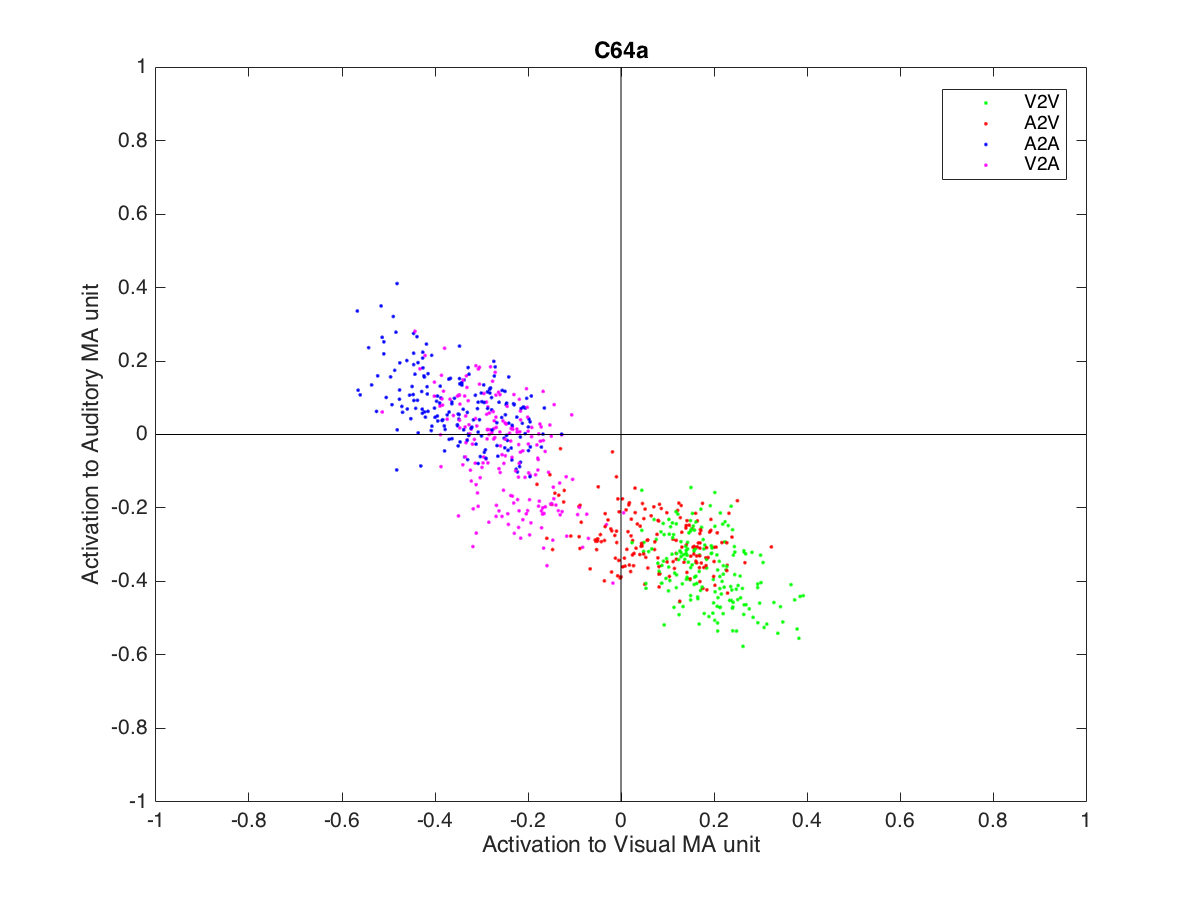 C64a
1
0.8
0.6
0.4
0.2
0
-0.2
-0.4
-0.6
-0.8
-1
Activation to Auditory MA unit
V2V
A2V
A2A
V2A
-1 -0.8 -0.6 -0.4 -0.2 0 0.2 0.4 0.6 0.8 1
Activation to Visual MA unit